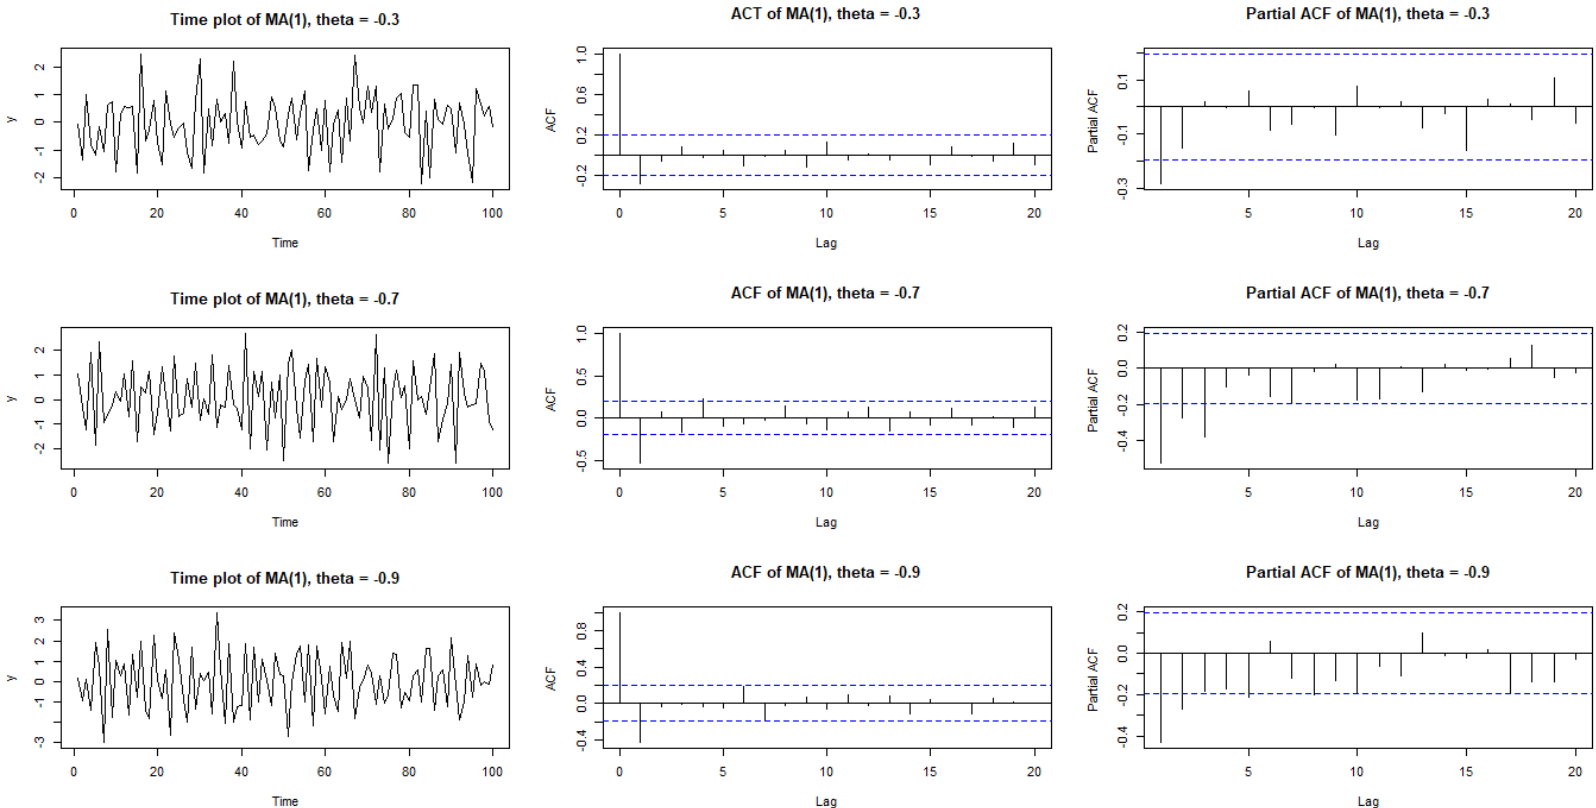 Time plot of MA(1), theta = -0.3
y
2
1
0
-1
-2
0 20 40 60 80 100
Time
ACT of MA(1), theta = -0.3
ACF
1.0
0.6
0.2
-0.2
0 5 10 15 20
Lag
Partial ACF of MA(1), theta = -0.3
Partial ACF
0.1
-0.1
-0.3
5 10 15 20
Lag
Time plot of MA(1), theta = -0.7
y
2
1
0
-1
-2
0 20 40 60 80 100
Time
ACF of MA(1), theta = -0.7
ACF
1.0
0.5
0.0
-0.5
0 5 10 15 20
Lag
Partial ACF of MA(1), theta = -0.7
Partial ACF
0.2
0.0
-0.2
-0.4
5 10 15 20
Lag
Time plot of MA(1), theta = -0.9
y
3
2
1
0
-1
-3
0 20 40 60 80 100
Time
ACF of MA(1), theta = -0.9
ACF
0.8
0.4
0.0
-0.4
0 5 10 15 20
Lag
Partial ACF of MA(1), theta = -0.9
Partial ACF
0.2
0.0
-0.2
-0.4
5 10 15 20
Lag